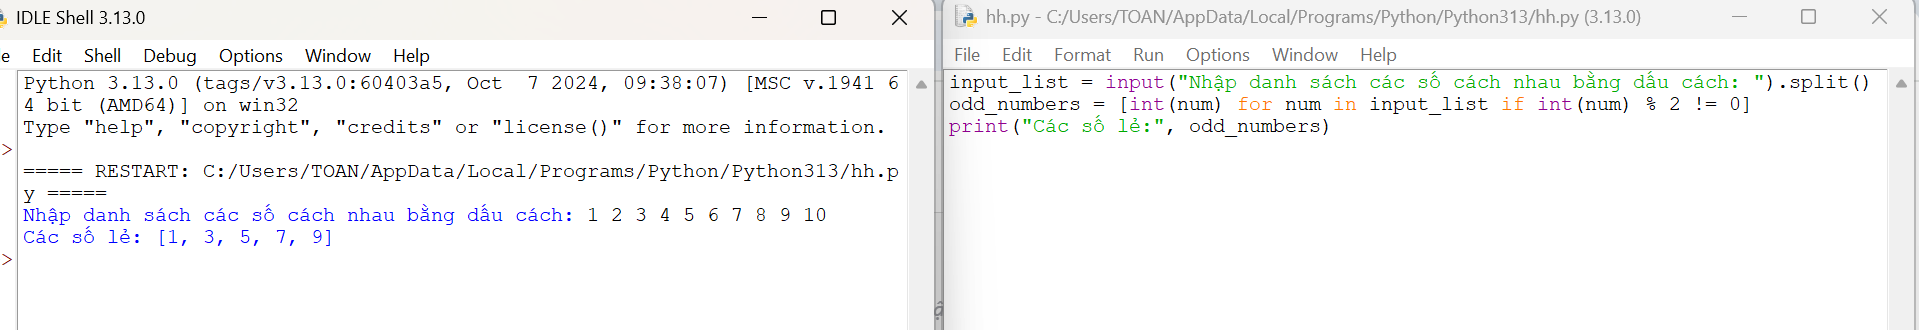 IDLE Shell 3.13.0
e Edit Shell Debug Options Window Help
Python 3.13.0 (tags/v3.13.0:60403a5, Oct  7 2024, 09:38:07) [MSC v.1941 6
4 bit (AMD64)] on win32
Type "help", "copyright", "credits" or "license()" for more information.
>
===== RESTART: C:/Users/TOAN/AppData/Local/Programs/Python/Python313/hh.p
y =====
Nhập danh sách các số cách nhau bằng dấu cách: 1 2 3 4 5 6 7 8 9 10
Các số lẻ: [1, 3, 5, 7, 9]
>
hh.py - C:/Users/TOAN/AppData/Local/Programs/Python/Python313/hh.py (3.13.0)
File Edit Format Run Options Window Help
input_list = input("Nhập danh sách các số cách nhau bằng dấu cách: ").split()
odd_numbers = [int(num) for num in input_list if int(num) % 2 != 0]
print("Các số lẻ:", odd_numbers)